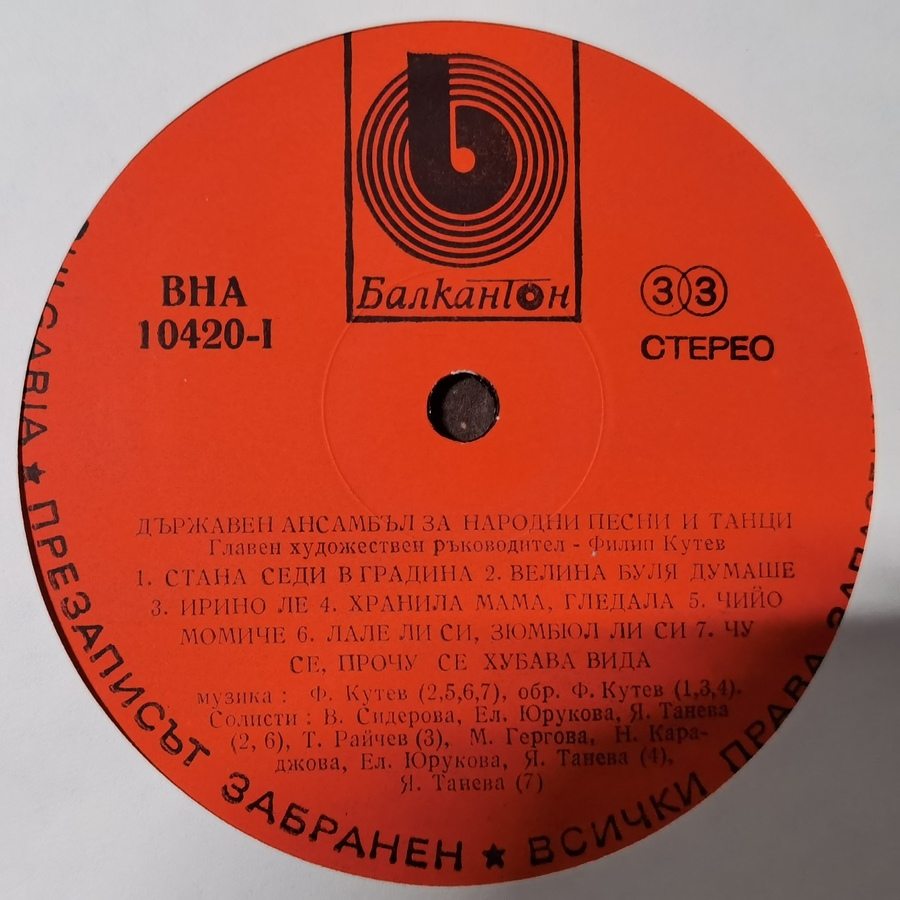 Балкантон
ВНА
10420-I
33
СТЕРЕО
ДЪРЖАВЕН АНСАМБЪЛ ЗА НАРОДНИ ПЕСНИ И ТАНЦИ
Главен художествен ръководител - Филип Кутев
1. СТАНА СЕДИ В ГРАДИНА 2. ВЕЛИНА БУЛЯ ДУМАШЕ
3. ИРИНО ЛЕ 4. ХРАНИЛА МАМА, ГЛЕДАЛА 5. ЧИЙО
МОМИЧЕ 6. ЛАЛЕ ЛИ СИ, ЗЮМБЮЛ ЛИ СИ 7. ЧУ
СЕ, ПРОЧУ СЕ ХУБАВА ВИДА
музика: Ф. Кутев (2,5,6,7), обр. Ф. Кутев (1,3,4).
Солисти: В. Сидерова, Ел. Юрукова, Я. Танева
(2, 6), Т. Райчев (3), М. Гергова, Н. Кара-
джова, Ел. Юрукова, Я. Танева (4),
Я. Танева (7)
★ ПРЕЗАПИСЪТ ЗАБРАНЕН ★ ВСИЧКИ ПРАВА